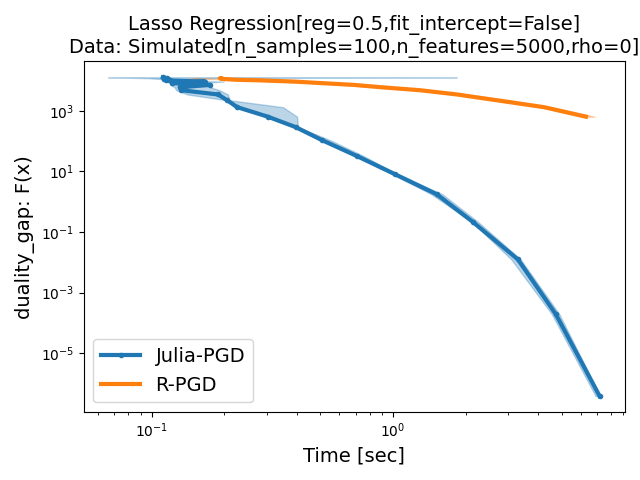 Lasso Regression[reg=0.5,fit_intercept=False]
Data: Simulated[n_samples=100,n_features=5000,rho=0]
duality_gap: F(x)
10³
10¹
10⁻¹
10⁻³
10⁻⁵
Julia-PGD
R-PGD
10⁻¹
10⁰
Time [sec]